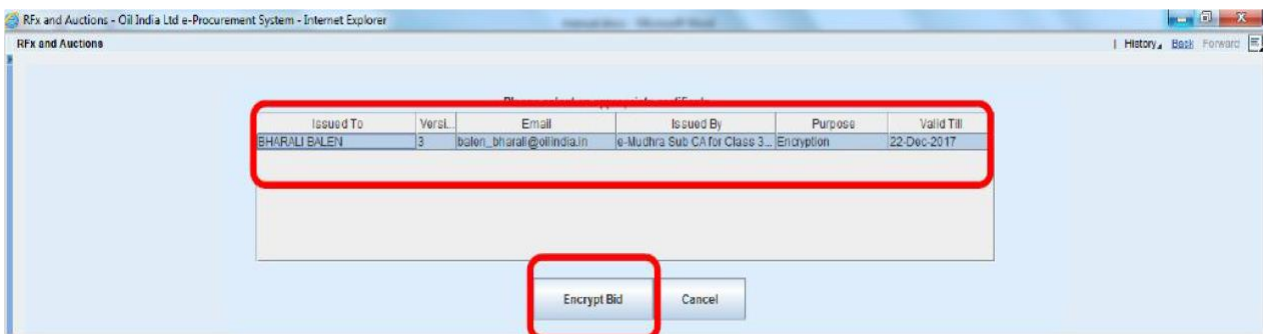 RFx and Auctions - Oil India Ltd e-Procurement System - Internet Explorer
RFx and Auctions
| History Back Forward
Issued To Versi... Email Issued By Purpose Valid Till
BHARALI BALEN 3 balen_bharali@oilindia.in e-Mudhra Sub CA for Class 3... Encryption 22-Dec-2017
Encrypt Bid Cancel